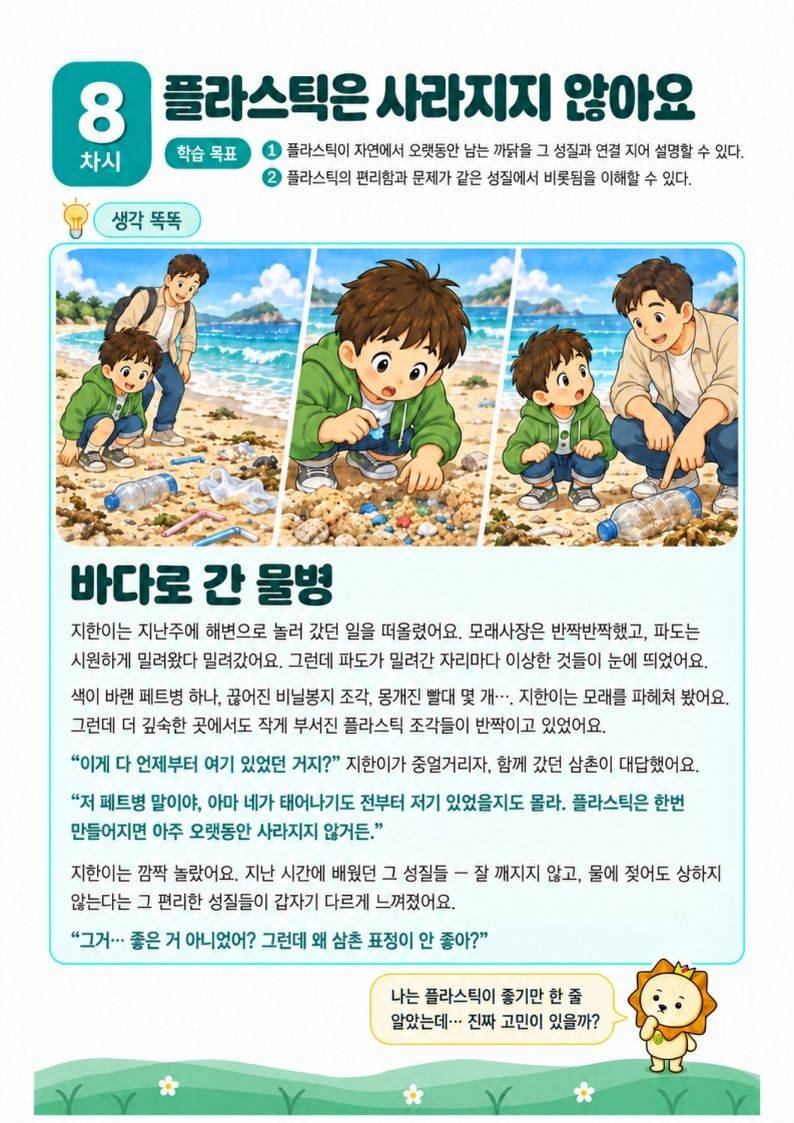 8
차시
플라스틱은 사라지지 않아요
학습 목표
1 플라스틱이 자연에서 오랫동안 남는 까닭을 그 성질과 연결 지어 설명할 수 있다.
2 플라스틱의 편리함과 문제가 같은 성질에서 비롯됨을 이해할 수 있다.
생각 똑똑
바다로 간 물병
지한이는 지난주에 해변으로 놀러 갔던 일을 떠올렸어요. 모래사장은 반짝반짝했고, 파도는
시원하게 밀려왔다 밀려갔어요. 그런데 파도가 밀려간 자리마다 이상한 것들이 눈에 띄었어요.
색이 바랜 페트병 하나, 끊어진 비닐봉지 조각, 몽개진 빨대 몇 개…. 지한이는 모래를 파헤쳐 봤어요.
그런데 더 깊숙한 곳에서도 작게 부서진 플라스틱 조각들이 반짝이고 있었어요.
“이게 다 언제부터 여기 있었던 거지?” 지한이가 중얼거리자, 함께 갔던 삼촌이 대답했어요.
“저 페트병 말이야, 아마 네가 태어나기도 전부터 저기 있었을지도 몰라. 플라스틱은 한번
만들어지면 아주 오랫동안 사라지지 않거든.”
지한이는 깜짝 놀랐어요. 지난 시간에 배웠던 그 성질들 – 잘 깨지지 않고, 물에 젖어도 상하지
않는다는 그 편리한 성질들이 갑자기 다르게 느껴졌어요.
“그거… 좋은 거 아니었어? 그런데 왜 삼촌 표정이 안 좋아?”
나는 플라스틱이 좋기만 한 줄
알았는데… 진짜 고민이 있을까?